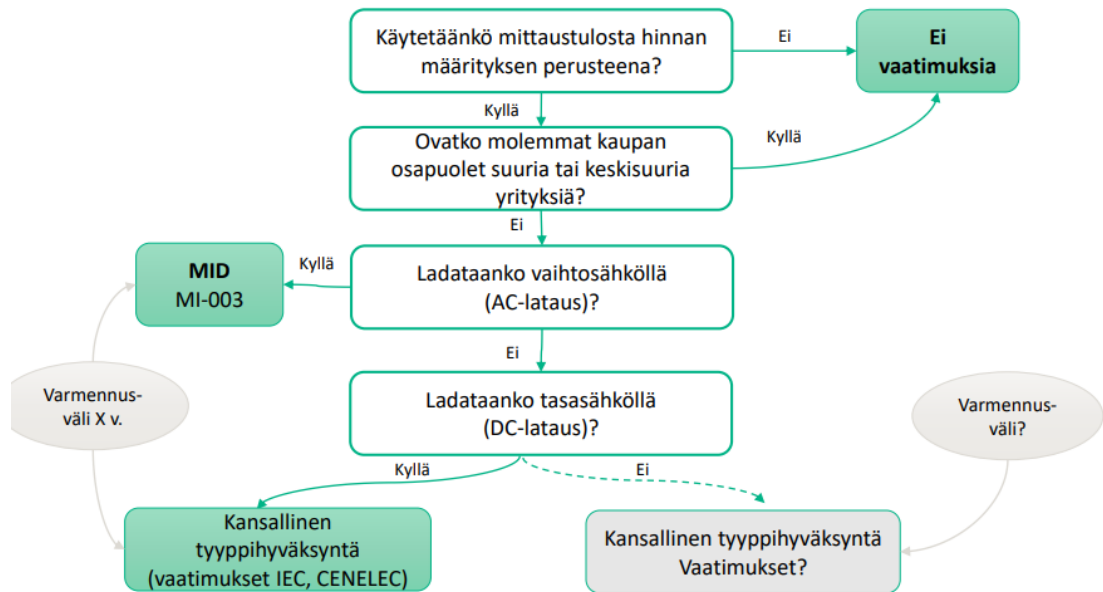 Käytetäänkö mittaustulosta hinnan
määrityksen perusteena?
Ei
Ei
vaatimuksia
Kyllä
Ovatko molemmat kaupan
osapuolet suuria tai keskisuuria
yrityksiä?
Kyllä
Ei
MID
MI-003
Kyllä
Ladataanko vaihtosähköllä
(AC-lataus)?
Ei
Varmennus-
väli X v.
Ladataanko tasasähköllä
(DC-lataus)?
Varmennus-
väli?
Kyllä
Ei
Kansallinen
tyyppihyväksyntä
(vaatimukset IEC, CENELEC)
Kansallinen tyyppihyväksyntä
Vaatimukset?